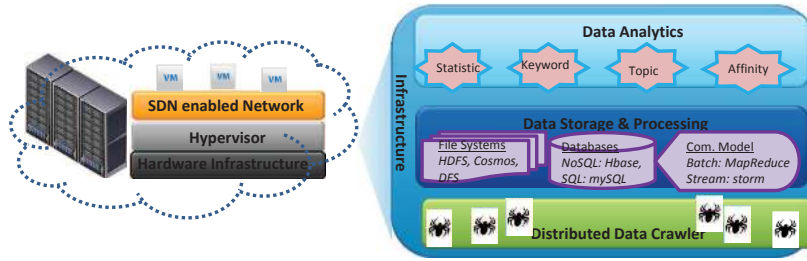 VM
VM
VM
SDN enabled Network
Hypervisor
Hardware Infrastructure
Infrastructure
Data Analytics
Statistic
Keyword
Topic
Affinity
Data Storage & Processing
File Systems
HDFS, Cosmos,
DFS
Databases
NoSQL: Hbase,
SQL: mySQL
Com. Model
Batch: MapReduce
Stream: storm
Distributed Data Crawler